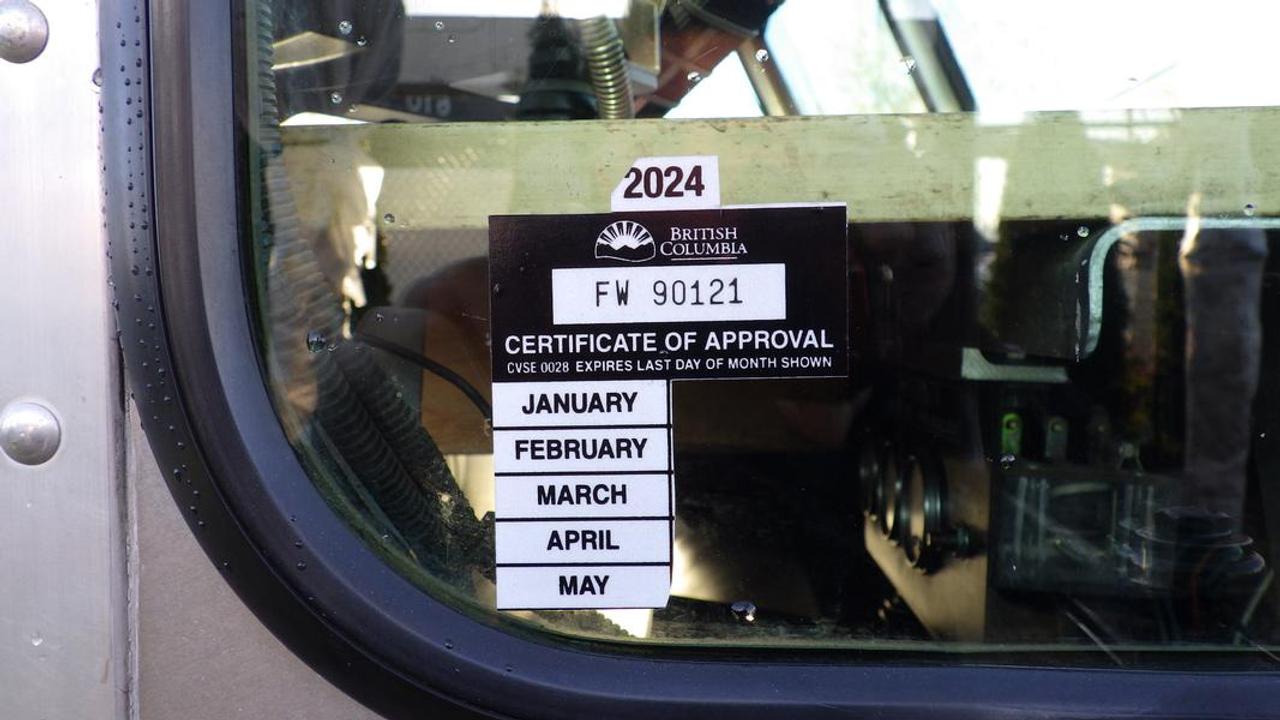 2024
BRITISH
COLUMBIA
FW 90121
CERTIFICATE OF APPROVAL
CVSE 0028 EXPIRES LAST DAY OF MONTH SHOWN
JANUARY
FEBRUARY
MARCH
APRIL
MAY